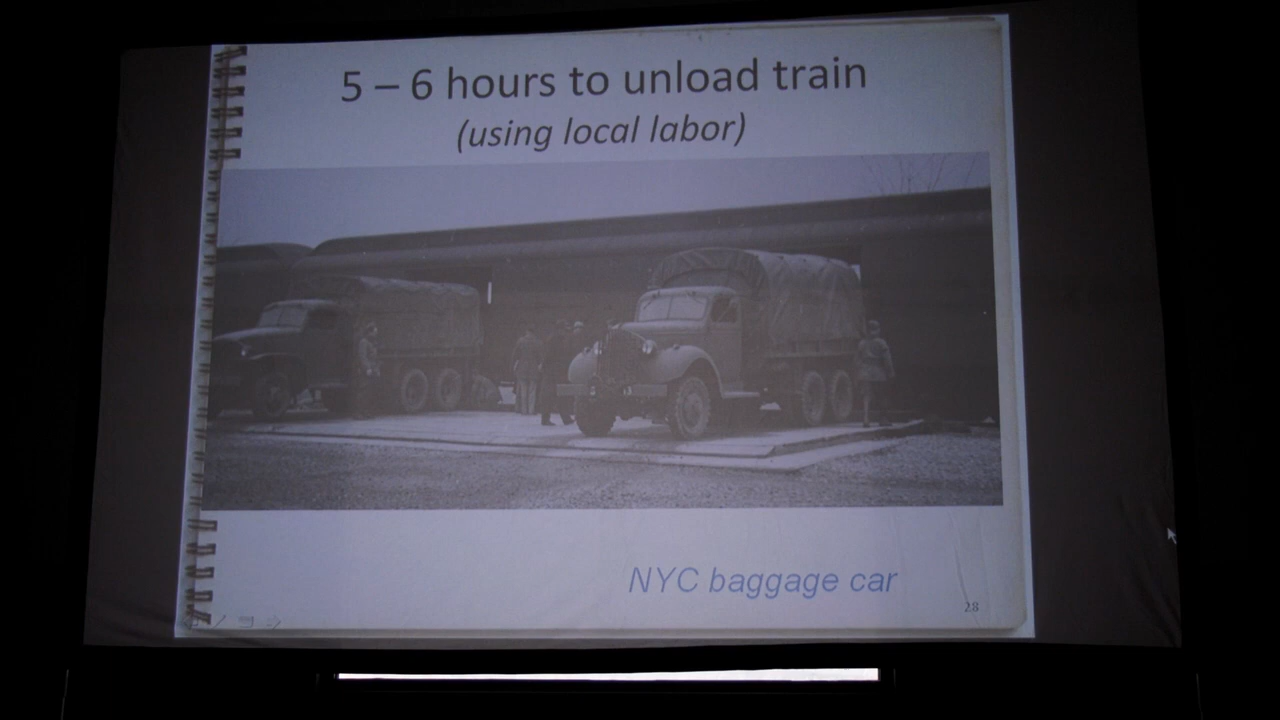 5 – 6 hours to unload train
(using local labor)
NYC baggage car
28